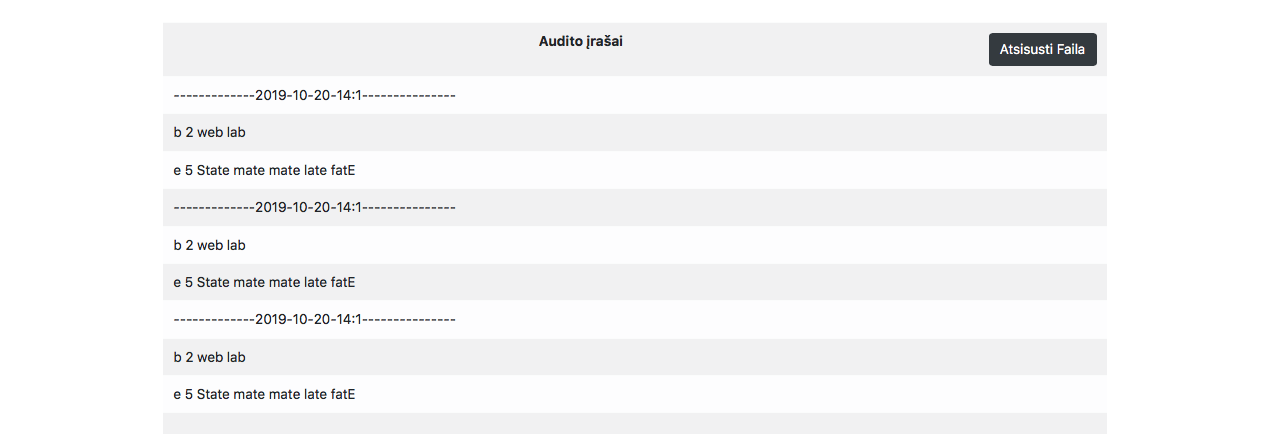 Audito įrašai
Atsisusti Faila
-------------2019-10-20-14:1---------------
b 2 web lab
e 5 State mate mate late fatE
-------------2019-10-20-14:1---------------
b 2 web lab
e 5 State mate mate late fatE
-------------2019-10-20-14:1---------------
b 2 web lab
e 5 State mate mate late fatE